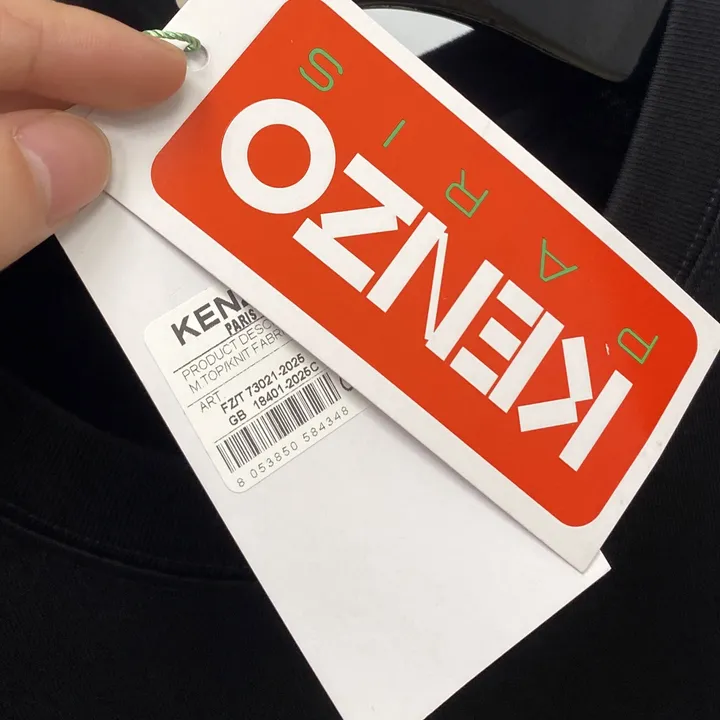 KENZO
PARIS
KEN
PARIS
PRODUCT DESC
M.TOP/KNIT FABR
ART
FZ/T 73021-2025
GB 18401-2025C
8 053850 584348